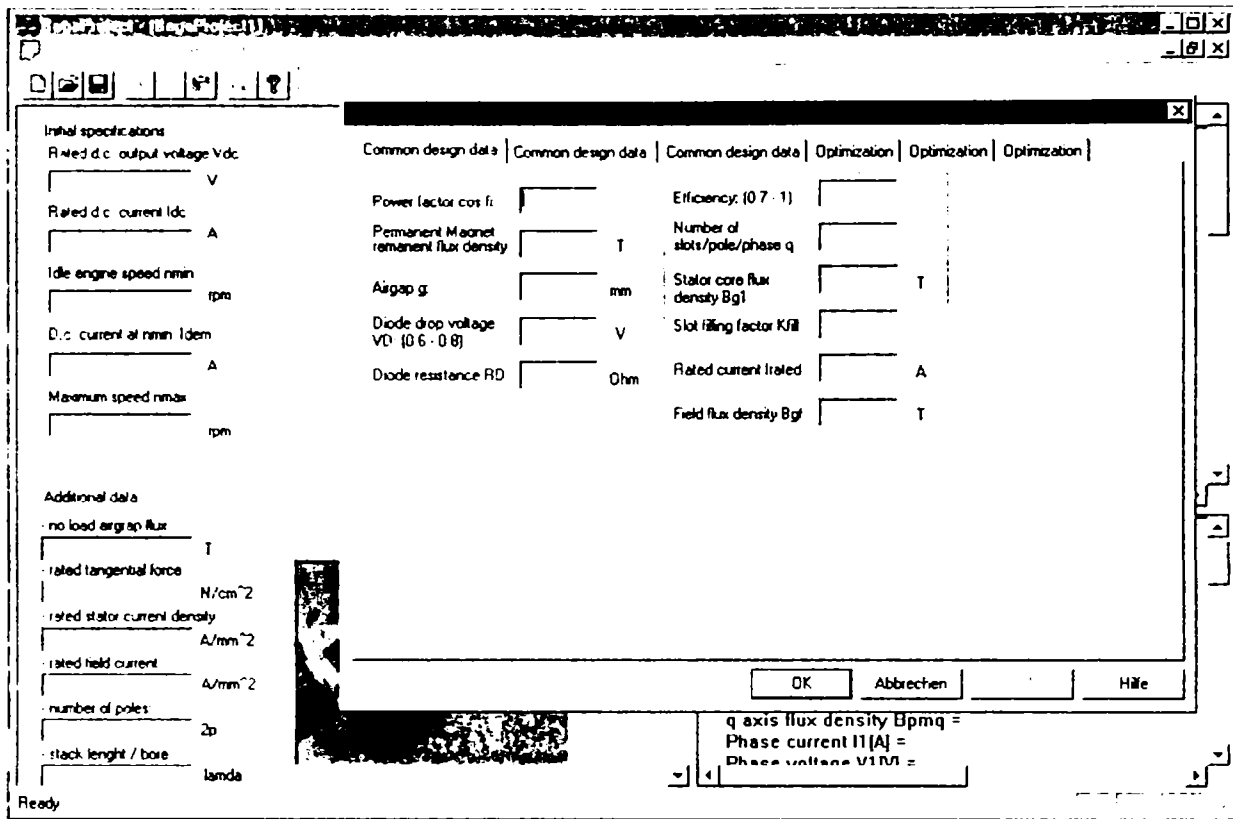 Initial specifications
Rated d.c. output voltage Vdc
V
Rated d.c. current Idc
A
Idle engine speed nmin
rpm
D.c. current at nmin Idem
A
Maximum speed nmax
rpm
Additional data
- no load airgrap flux
T
- rated tangential force
N/cm^2
- rated stator current density
A/mm^2
- rated field current
A/mm^2
- number of poles
2p
- stack lenght / bore
lamda
Ready
Common design data Common design data Common design data Optimization Optimization Optimization
Power factor cos fi
Permanent Magnet
remanent flux density
T
Airgap g:
mm
Diode drop voltage
VD: (0.6 - 0.8)
V
Diode resistance RD
Ohm
Efficiency: (0.7 - 1)
Number of
slots/pole/phase q
Stator core flux
density Bg1
T
Slot filling factor Kfill
Rated current Irated
A
Field flux density Bgf
T
OK Abbrechen Hilfe
q axis flux density Bpmq =
Phase current I1[A] =
Phase voltage V1[V] =